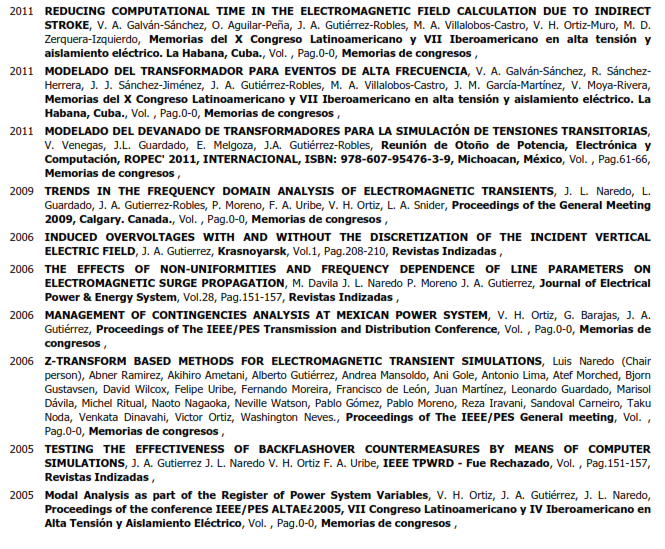 2011 REDUCING COMPUTATIONAL TIME IN THE ELECTROMAGNETIC FIELD CALCULATION DUE TO INDIRECT
STROKE, V. A. Galván-Sánchez, O. Aguilar-Peña, J. A. Gutiérrez-Robles, M. A. Villalobos-Castro, V. H. Ortiz-Muro, M. D.
Zerquera-Izquierdo, Memorias del X Congreso Latinoamericano y VII Iberoamericano en alta tensión y
aislamiento eléctrico. La Habana, Cuba., Vol. , Pag.0-0, Memorias de congresos ,
2011 MODELADO DEL TRANSFORMADOR PARA EVENTOS DE ALTA FRECUENCIA, V. A. Galván-Sánchez, R. Sánchez-
Herrera, J. J. Sánchez-Jiménez, J. A. Gutiérrez-Robles, M. A. Villalobos-Castro, J. M. García-Martínez, V. Moya-Rivera,
Memorias del X Congreso Latinoamericano y VII Iberoamericano en alta tensión y aislamiento eléctrico. La
Habana, Cuba., Vol. , Pag.0-0, Memorias de congresos ,
2011 MODELADO DEL DEVANADO DE TRANSFORMADORES PARA LA SIMULACIÓN DE TENSIONES TRANSITORIAS,
V. Venegas, J.L. Guardado, E. Melgoza, J.A. Gutiérrez-Robles, Reunión de Otoño de Potencia, Electrónica y
Computación, ROPEC' 2011, INTERNACIONAL, ISBN: 978-607-95476-3-9, Michoacan, México, Vol. , Pag.61-66,
Memorias de congresos ,
2009 TRENDS IN THE FREQUENCY DOMAIN ANALYSIS OF ELECTROMAGNETIC TRANSIENTS, J. L. Naredo, L.
Guardado, J. A. Gutierrez-Robles, P. Moreno, F. A. Uribe, V. H. Ortiz, L. A. Snider, Proceedings of the General Meeting
2009, Calgary. Canada., Vol. , Pag.0-0, Memorias de congresos ,
2006 INDUCED OVERVOLTAGES WITH AND WITHOUT THE DISCRETIZATION OF THE INCIDENT VERTICAL
ELECTRIC FIELD, J. A. Gutierrez, Krasnoyarsk, Vol.1, Pag.208-210, Revistas Indizadas ,
2006 THE EFFECTS OF NON-UNIFORMITIES AND FREQUENCY DEPENDENCE OF LINE PARAMETERS ON
ELECTROMAGNETIC SURGE PROPAGATION, M. Davila J. L. Naredo P. Moreno J. A. Gutierrez, Journal of Electrical
Power & Energy System, Vol.28, Pag.151-157, Revistas Indizadas ,
2006 MANAGEMENT OF CONTINGENCIES ANALYSIS AT MEXICAN POWER SYSTEM, V. H. Ortiz, G. Barajas, J. A.
Gutiérrez, Proceedings of The IEEE/PES Transmission and Distribution Conference, Vol. , Pag.0-0, Memorias de
congresos ,
2006 Z-TRANSFORM BASED METHODS FOR ELECTROMAGNETIC TRANSIENT SIMULATIONS, Luis Naredo (Chair
person), Abner Ramirez, Akihiro Ametani, Alberto Gutiérrez, Andrea Mansoldo, Ani Gole, Antonio Lima, Atef Morched, Bjorn
Gustavsen, David Wilcox, Felipe Uribe, Fernando Moreira, Francisco de León, Juan Martínez, Leonardo Guardado, Marisol
Dávila, Michel Ritual, Naoto Nagaoka, Neville Watson, Pablo Gómez, Pablo Moreno, Reza Iravani, Sandoval Carneiro, Taku
Noda, Venkata Dinavahi, Victor Ortiz, Washington Neves., Proceedings of The IEEE/PES General meeting, Vol. ,
Pag.0-0, Memorias de congresos ,
2005 TESTING THE EFFECTIVENESS OF BACKFLASHOVER COUNTERMEASURES BY MEANS OF COMPUTER
SIMULATIONS, J. A. Gutierrez J. L. Naredo V. H. Ortiz F. A. Uribe, IEEE TPWRD - Fue Rechazado, Vol. , Pag.151-157,
Revistas Indizadas ,
2005 Modal Analysis as part of the Register of Power System Variables, V. H. Ortiz, J. A. Gutiérrez, J. L. Naredo,
Proceedings of the conference IEEE/PES ALTAE¿2005, VII Congreso Latinoamericano y IV Iberoamericano en
Alta Tensión y Aislamiento Eléctrico, Vol. , Pag.0-0, Memorias de congresos ,